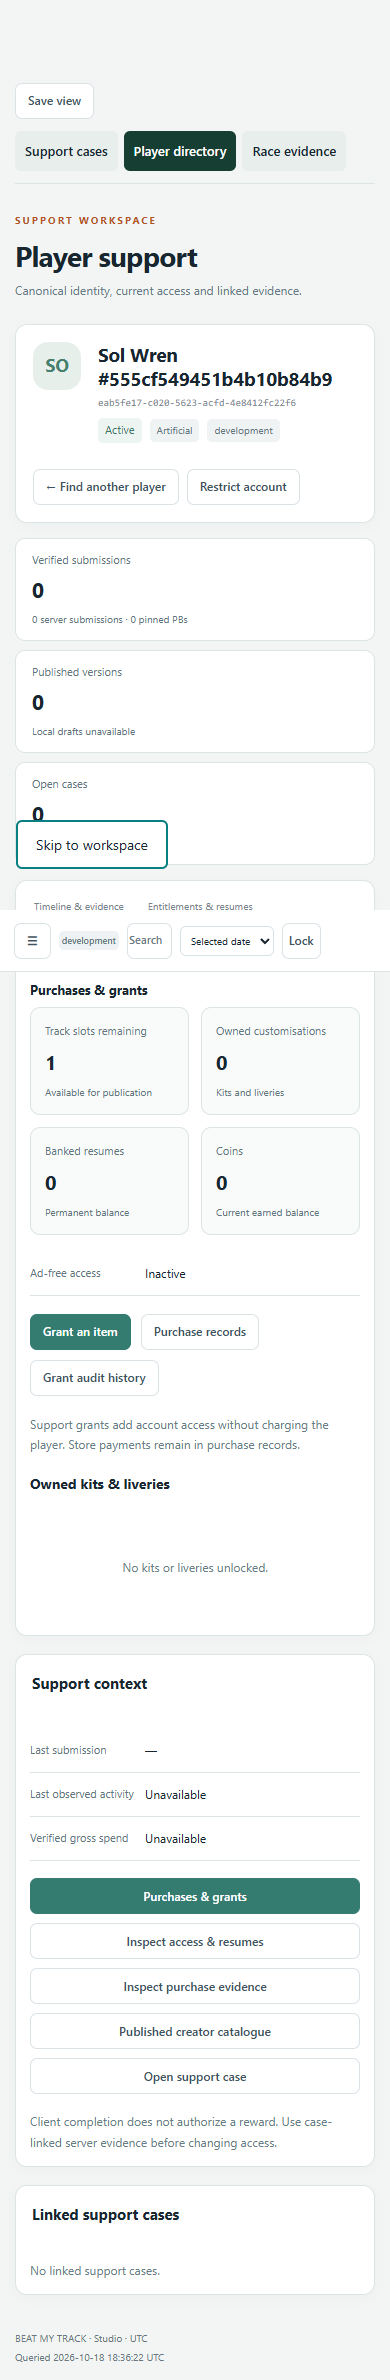 Save view
Support cases
Player directory
Race evidence
SUPPORT WORKSPACE
Player support
Canonical identity, current access and linked evidence.
SO
Sol Wren
#555cf549451b4b10b84b9
eab5fe17-c020-5623-acfd-4e8412fc22f6
Active
Artificial
development
← Find another player
Restrict account
Verified submissions
0
0 server submissions · 0 pinned PBs
Published versions
0
Local drafts unavailable
Open cases
0
Skip to workspace
Timeline & evidence
Entitlements & resumes
☰
development
Search
Selected date
Lock
Purchases & grants
Track slots remaining
1
Available for publication
Owned customisations
0
Kits and liveries
Banked resumes
0
Permanent balance
Coins
0
Current earned balance
Ad-free access
Inactive
Grant an item
Purchase records
Grant audit history
Support grants add account access without charging the
player. Store payments remain in purchase records.
Owned kits & liveries
No kits or liveries unlocked.
Support context
Last submission
—
Last observed activity
Unavailable
Verified gross spend
Unavailable
Purchases & grants
Inspect access & resumes
Inspect purchase evidence
Published creator catalogue
Open support case
Client completion does not authorize a reward. Use case-
linked server evidence before changing access.
Linked support cases
No linked support cases.
BEAT MY TRACK · Studio · UTC
Queried 2026-10-18 18:36:22 UTC